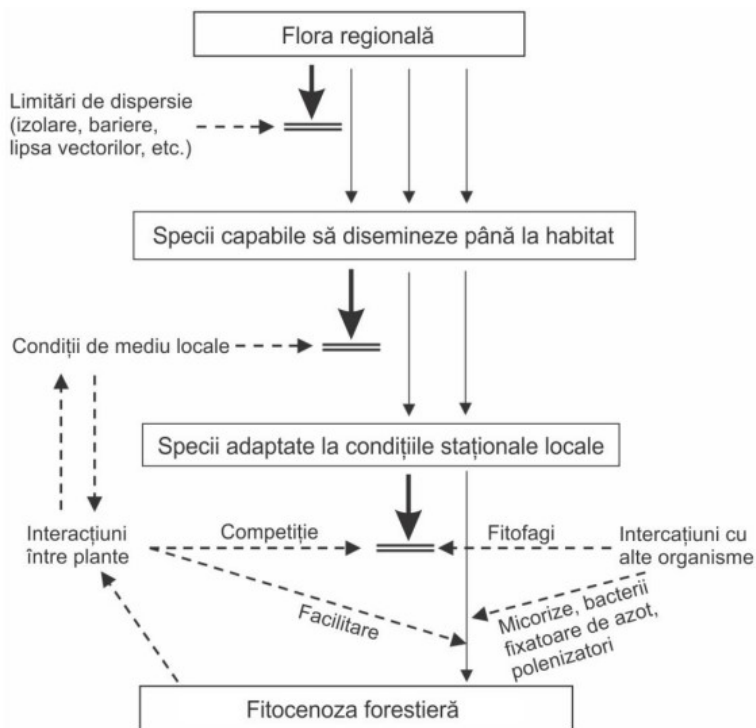 Flora regională
Limitări de dispersie
(izolare, bariere,
lipsa vectorilor, etc.)
Specii capabile să disemineze până la habitat
Condiții de mediu locale
Specii adaptate la condițiile staționale locale
Interacțiuni
între plante
Competiție
Fitofagi
Intercațiuni cu
alte organisme
Facilitare
Micorize, bacterii
fixatoare de azot,
polenizatori
Fitocenoza forestieră